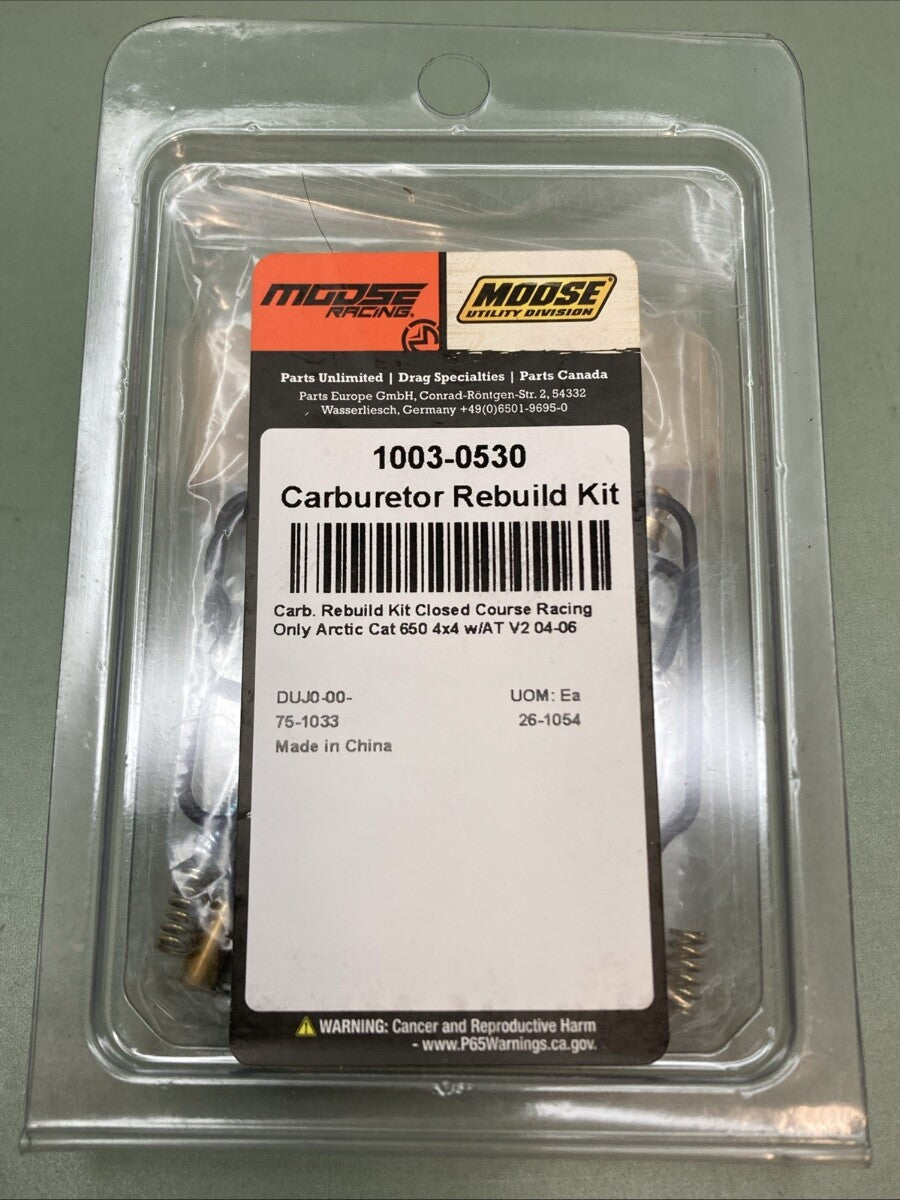 MOOSE
RACING®
MOOSE®
UTILITY DIVISION
Parts Unlimited | Drag Specialties | Parts Canada
Parts Europe GmbH, Conrad-Röntgen-Str. 2, 54332
Wasserliesch, Germany +49(0)6501-9695-0
1003-0530
Carburetor Rebuild Kit
Carb. Rebuild Kit Closed Course Racing
Only Arctic Cat 650 4x4 w/AT V2 04-06
DUJ0-00- UOM: Ea
75-1033 26-1054
Made in China
WARNING: Cancer and Reproductive Harm
- www.P65Warnings.ca.gov.